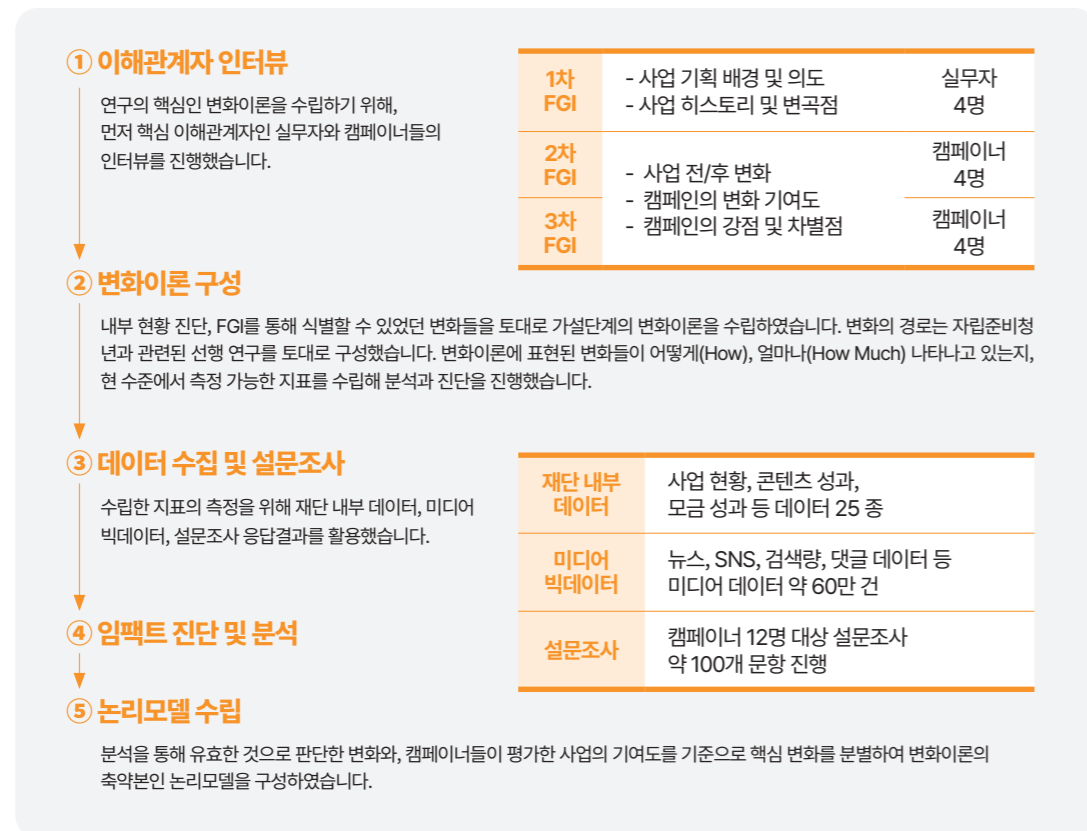 ① 이해관계자 인터뷰
연구의 핵심인 변화이론을 수립하기 위해,
먼저 핵심 이해관계자인 실무자와 캠페이너들의
인터뷰를 진행했습니다.
1차
FGI
- 사업 기획 배경 및 의도
- 사업 히스토리 및 변곡점
실무자
4명
2차
FGI
3차
FGI
- 사업 전/후 변화
- 캠페인의 변화 기여도
- 캠페인의 강점 및 차별점
캠페이너
4명
캠페이너
4명
② 변화이론 구성
내부 현황 진단, FGI를 통해 식별할 수 있었던 변화들을 토대로 가설단계의 변화이론을 수립하였습니다. 변화의 경로는 자립준비청
년과 관련된 선행 연구를 토대로 구성했습니다. 변화이론에 표현된 변화들이 어떻게(How), 얼마나(How Much) 나타나고 있는지,
현 수준에서 측정 가능한 지표를 수립해 분석과 진단을 진행했습니다.
③ 데이터 수집 및 설문조사
수립한 지표의 측정을 위해 재단 내부 데이터, 미디어
빅데이터, 설문조사 응답결과를 활용했습니다.
재단 내부
데이터
사업 현황, 콘텐츠 성과,
모금 성과 등 데이터 25 종
미디어
빅데이터
뉴스, SNS, 검색량, 댓글 데이터 등
미디어 데이터 약 60만 건
설문조사
캠페이너 12명 대상 설문조사
약 100개 문항 진행
④ 임팩트 진단 및 분석
⑤ 논리모델 수립
분석을 통해 유효한 것으로 판단한 변화와, 캠페이너들이 평가한 사업의 기여도를 기준으로 핵심 변화를 분별하여 변화이론의
축약본인 논리모델을 구성하였습니다.